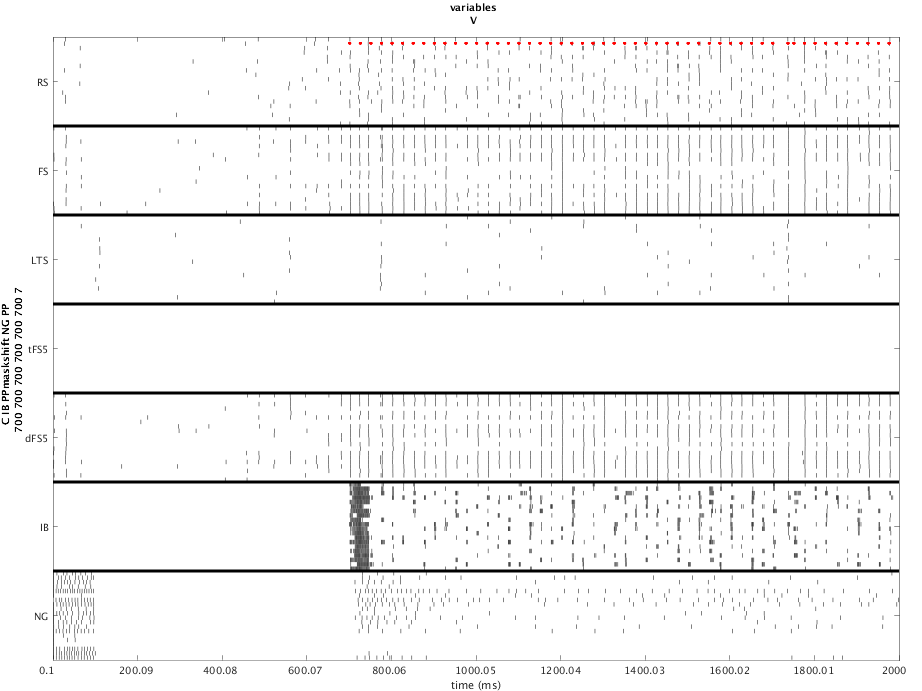 variables
V
RS
FS
LTS
tFS5
dFS5
IB
NG
C IB PPmaskshift NG PP
700 700 700 700 700 700 7
0.1 200.09 400.08 600.07 800.06 1000.05 1200.04 1400.03 1600.02 1800.01 2000
time (ms)